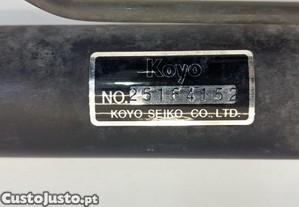 Koyo
NO.25164152
KOYO SEIKO CO., LTD.
CustoJusto.pt